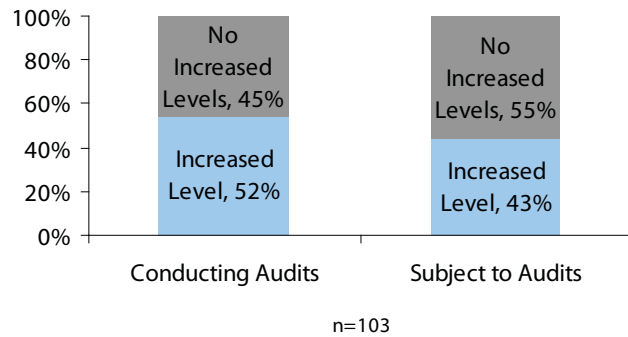 100%
80%
60%
40%
20%
0%
No
Increased
Levels, 45%
Increased
Level, 52%
No
Increased
Levels, 55%
Increased
Level, 43%
Conducting Audits
Subject to Audits
n=103